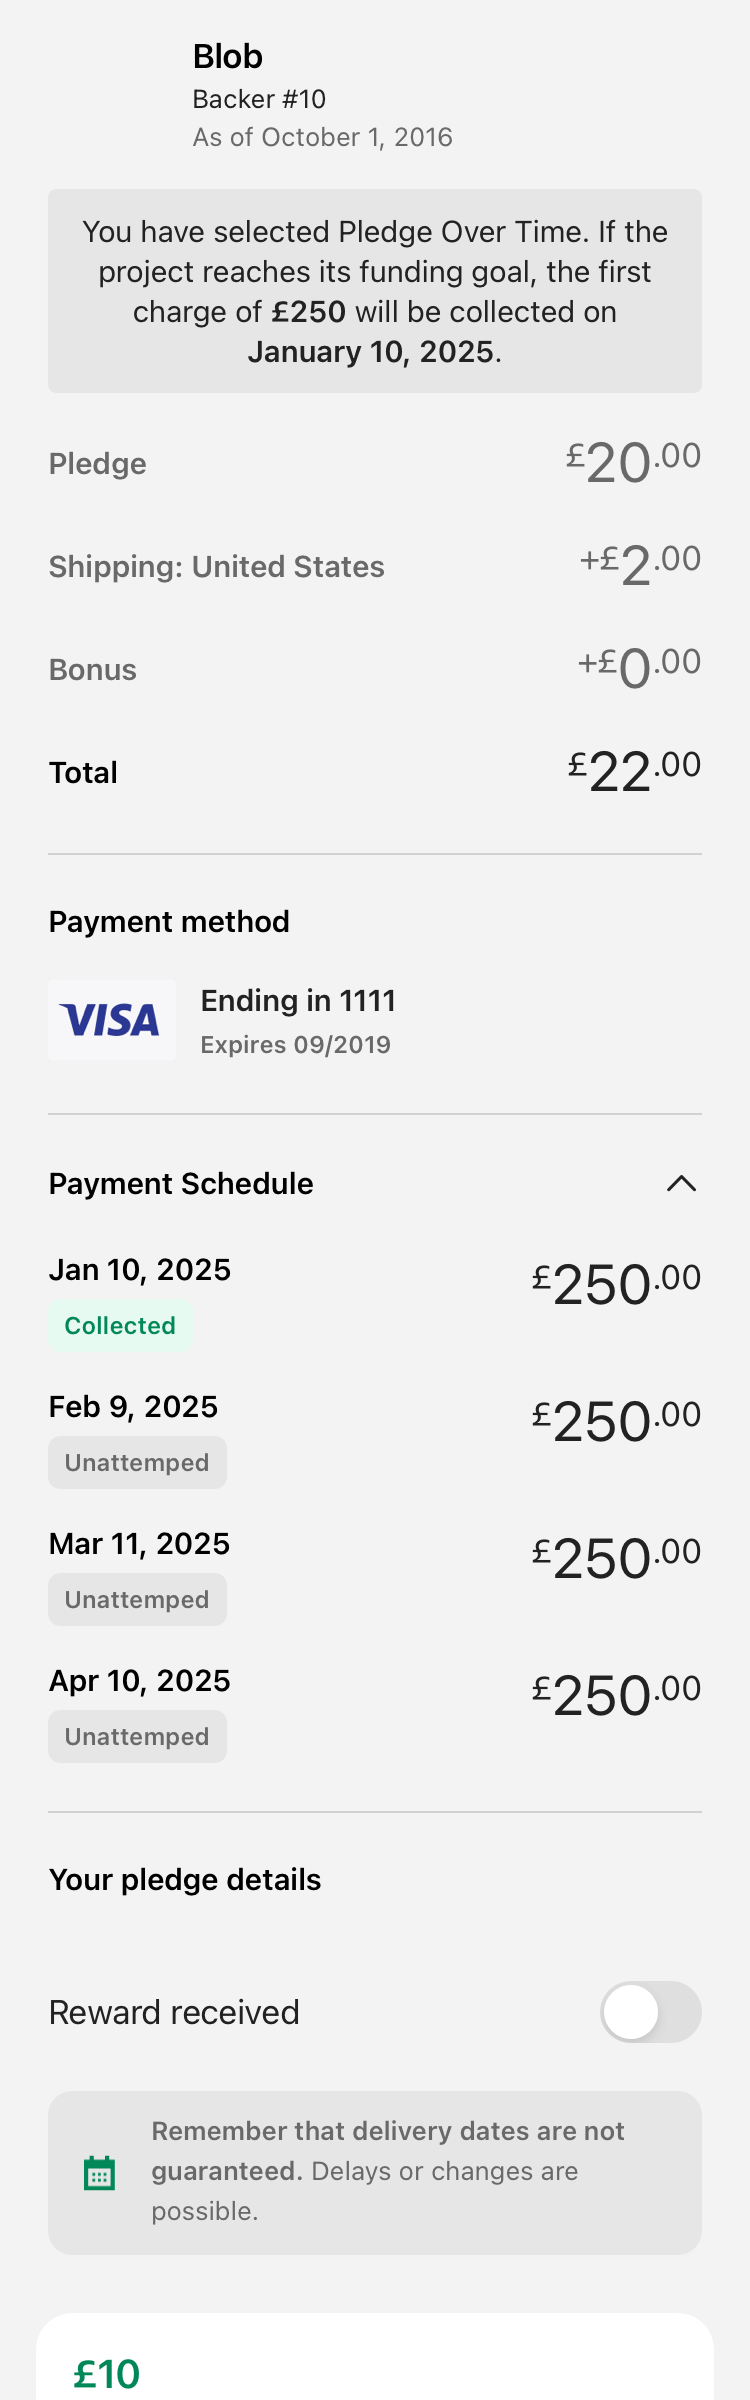 Blob
Backer #10
As of October 1, 2016
You have selected Pledge Over Time. If the
project reaches its funding goal, the first
charge of £250 will be collected on
January 10, 2025.
Pledge £20.00
Shipping: United States +£2.00
Bonus +£0.00
Total £22.00
Payment method
VISA
Ending in 1111
Expires 09/2019
Payment Schedule
Jan 10, 2025 £250.00
Collected
Feb 9, 2025 £250.00
Unattemped
Mar 11, 2025 £250.00
Unattemped
Apr 10, 2025 £250.00
Unattemped
Your pledge details
Reward received
Remember that delivery dates are not
guaranteed. Delays or changes are
possible.
£10